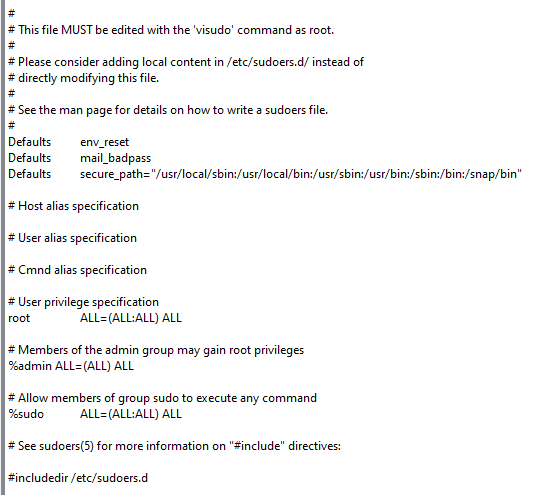 #
# This file MUST be edited with the 'visudo' command as root.
#
# Please consider adding local content in /etc/sudoers.d/ instead of
# directly modifying this file.
#
# See the man page for details on how to write a sudoers file.
#
Defaults env_reset
Defaults mail_badpass
Defaults secure_path="/usr/local/sbin:/usr/local/bin:/usr/sbin:/usr/bin:/sbin:/bin:/snap/bin"
# Host alias specification
# User alias specification
# Cmnd alias specification
# User privilege specification
root ALL=(ALL:ALL) ALL
# Members of the admin group may gain root privileges
%admin ALL=(ALL) ALL
# Allow members of group sudo to execute any command
%sudo ALL=(ALL:ALL) ALL
# See sudoers(5) for more information on "#include" directives:
#includedir /etc/sudoers.d